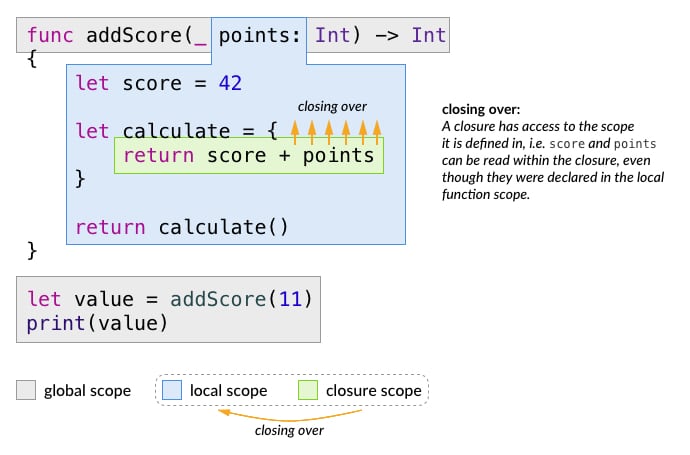 func addScore(_ points: Int) -> Int
{
let score = 42
closing over
let calculate = {
return score + points
}
return calculate()
}
closing over:
A closure has access to the scope
it is defined in, i.e. score and points
can be read within the closure, even
though they were declared in the local
function scope.
let value = addScore(11)
print(value)
global scope
local scope
closure scope
closing over